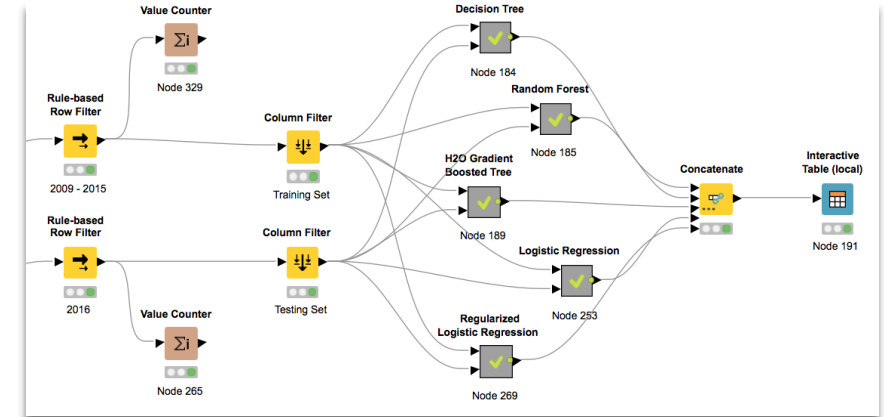 Value Counter
Σi
Node 329
Rule-based
Row Filter
2009 - 2015
Column Filter
Training Set
Rule-based
Row Filter
2016
Column Filter
Testing Set
Value Counter
Σi
Node 265
Decision Tree
Node 184
Random Forest
Node 185
H2O Gradient
Boosted Tree
Node 189
Logistic Regression
Node 253
Regularized
Logistic Regression
Node 269
Concatenate
Interactive
Table (local)
Node 191